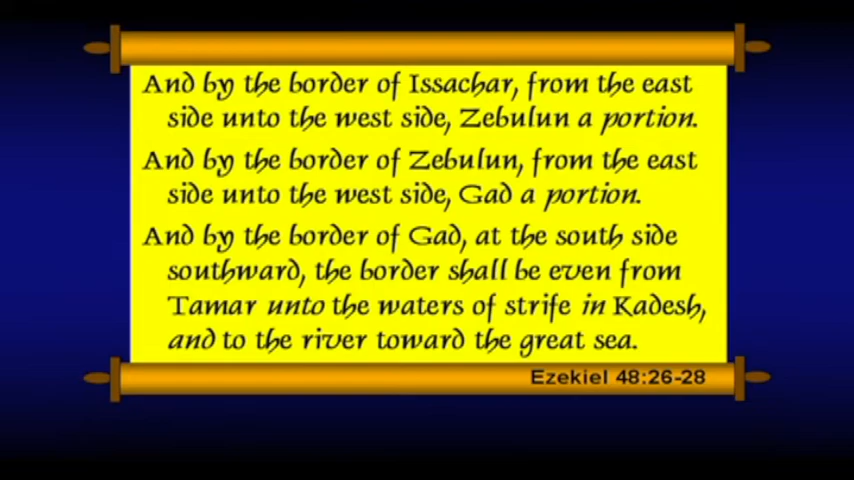 And by the border of Issachar, from the east
side unto the west side, Zebulun a portion.
And by the border of Zebulun, from the east
side unto the west side, Gad a portion.
And by the border of Gad, at the south side
southward, the border shall be even from
Tamar unto the waters of strife in Kadesh,
and to the river toward the great sea.
Ezekiel 48:26-28